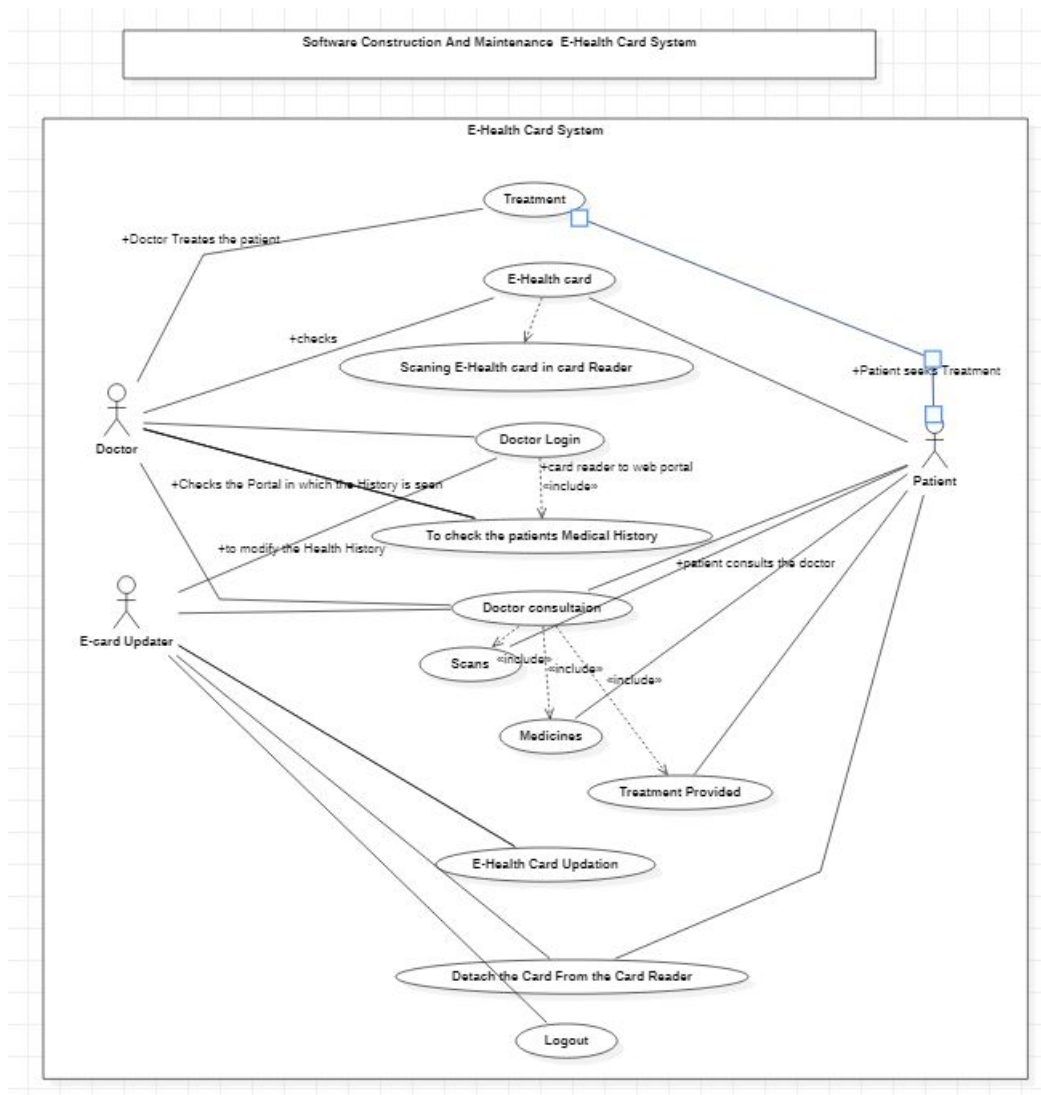 Software Construction And Maintenance E-Health Card System
E-Health Card System
Treatment
+Doctor Treates the patient
E-Health card
+checks
Scaning E-Health card in card Reader
+Patient seeks Treatment
Doctor
Doctor Login
Patient
+card reader to web portal
+Checks the Portal in which the History is seen
«include»
To check the patients Medical History
+to modify the Health History
+patient consults the doctor
E-card Updater
Doctor consultaion
Scans
«include»
«include»
«include»
Medicines
Treatment Provided
E-Health Card Updation
Detach the Card From the Card Reader
Logout